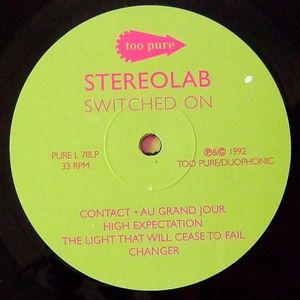 too pure
STEREOLAB
SWITCHED ON
PURE L 78LP
33 RPM
℗&© 1992
TOO PURE/DUOPHONIC
CONTACT • AU GRAND JOUR
HIGH EXPECTATION
THE LIGHT THAT WILL CEASE TO FAIL
CHANGER